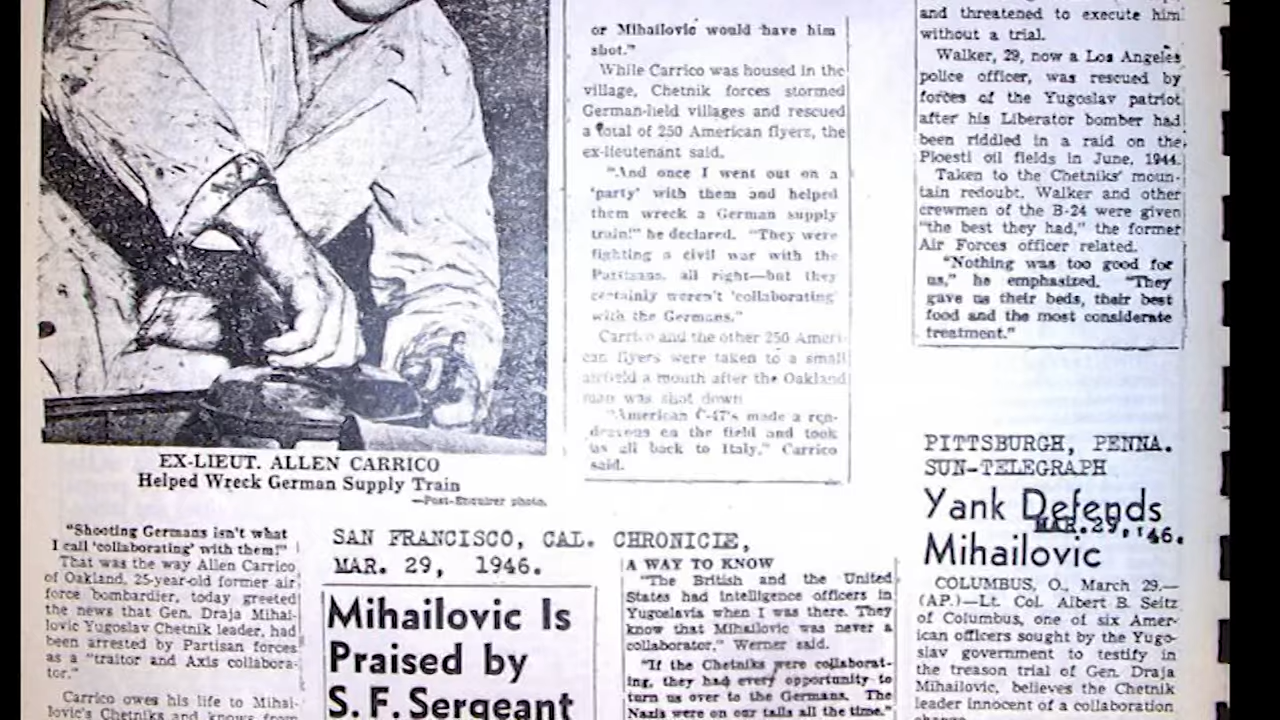 EX-LIEUT. ALLEN CARRICO
Helped Wreck German Supply Train
—Post-Enquirer photo.
"Shooting Germans isn't what
I call 'collaborating' with them!"
That was the way Allen Carrico
of Oakland, 25-year-old former air
force bombardier, today greeted
the news that Gen. Draja Mihai-
lovic Yugoslav Chetnik leader, had
been arrested by Partisan forces
as a "traitor and Axis collabora-
tor."
Carrico owes his life to Mihai-
lovic's Chetniks and knows from
or Mihailovic would have him
shot."
While Carrico was housed in the
village, Chetnik forces stormed
German-held villages and rescued
a total of 250 American flyers, the
ex-lieutenant said.
"And once I went out on a
'party' with them and helped
them wreck a German supply
train!" he declared. "They were
fighting a civil war with the
Partisans, all right—but they
certainly weren't 'collaborating'
with the Germans."
Carrico and the other 250 Ameri-
can flyers were taken to a small
airfield a month after the Oakland
man was shot down
"American C-47's made a ren-
dezvous on the field and took
us all back to Italy," Carrico
said.
SAN FRANCISCO, CAL. CHRONICIE,
MAR. 29, 1946.
Mihailovic Is
Praised by
S. F. Sergeant
A WAY TO KNOW
"The British and the United
States had intelligence officers in
Yugoslavia when I was there. They
know that Mihailovic was never a
collaborator," Werner said.
"If the Chetniks were collaborat-
ing, they had every opportunity to
turn us over to the Germans. The
Nazis were on our tails all the time."
and threatened to execute him
without a trial.
Walker, 29, now a Los Angeles
police officer, was rescued by
forces of the Yugoslav patriot
after his Liberator bomber had
been riddled in a raid on the
Ploesti oil fields in June, 1944.
Taken to the Chetniks' moun-
tain redoubt, Walker and other
crewmen of the B-24 were given
"the best they had," the former
Air Forces officer related.
"Nothing was too good for
us," he emphasized. "They
gave us their beds, their best
food and the most considerate
treatment."
PITTSBURGH, PENNA.
SUN-TELEGRAPH
MAR.29,'46.
Yank Defends
Mihailovic
COLUMBUS, O., March 29.—
(AP.)—Lt. Col. Albert B. Seitz
of Columbus, one of six Amer-
ican officers sought by the Yugo-
slav government to testify in
the treason trial of Gen. Draja
Mihailovic, believes the Chetnik
leader innocent of a collaboration